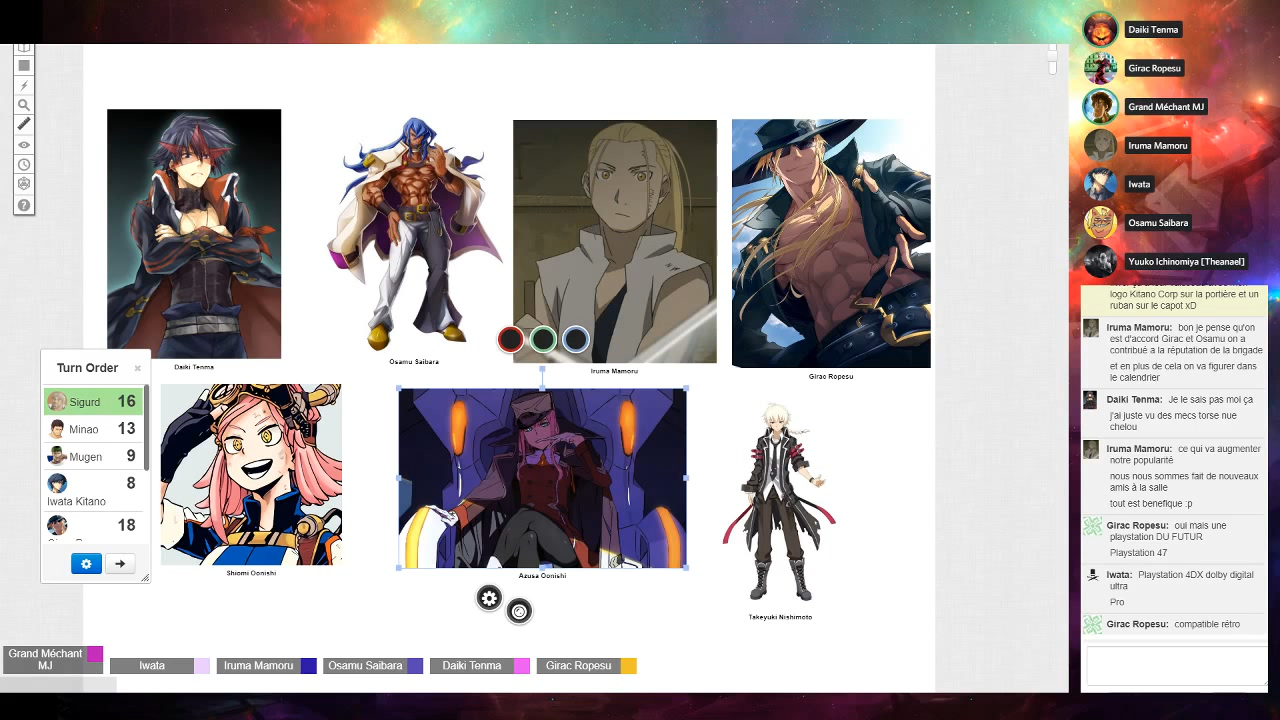 Daiki Tenma
Osamu Saibara
Iruma Mamoru
Girac Ropesu
Turn Order ×
Sigurd 16
Minao 13
Mugen 9
8
Iwata Kitano
18
Shiomi Oonishi
Azusa Oonishi
Takeyuki Nishimoto
Grand Méchant
MJ
Iwata
Iruma Mamoru
Osamu Saibara
Daiki Tenma
Girac Ropesu
Daiki Tenma
Girac Ropesu
Grand Méchant MJ
Iruma Mamoru
Iwata
Osamu Saibara
Yuuko Ichinomiya [Theanael]
logo Kitano Corp sur la portière et un
ruban sur le capot xD
Iruma Mamoru: bon je pense qu'on
est d'accord Girac et Osamu on a
contribué a la réputation de la brigade
et en plus de cela on va figurer dans
le calendrier
Daiki Tenma: Je le sais pas moi ça
j'ai juste vu des mecs torse nue
chelou
Iruma Mamoru: ce qui va augmenter
notre popularité
nous nous sommes fait de nouveaux
amis à la salle
tout est benefique :p
Girac Ropesu: oui mais une
playstation DU FUTUR
Playstation 47
Iwata: Playstation 4DX dolby digital
ultra
Pro
Girac Ropesu: compatible rétro